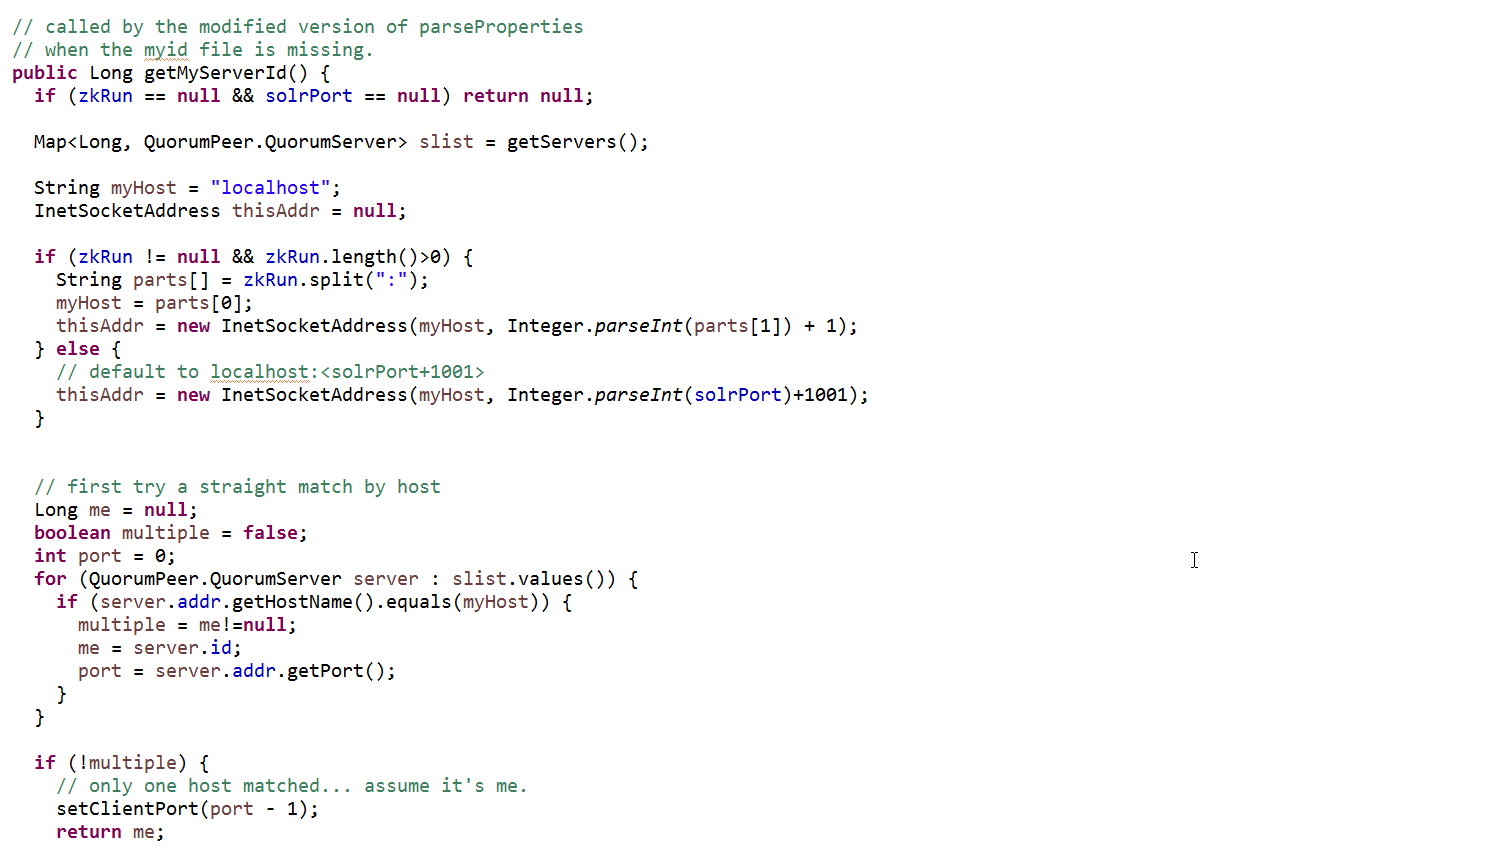 // called by the modified version of parseProperties
// when the myid file is missing.
public Long getMyServerId() {
if (zkRun == null && solrPort == null) return null;
Map<Long, QuorumPeer.QuorumServer> slist = getServers();
String myHost = "localhost";
InetSocketAddress thisAddr = null;
if (zkRun != null && zkRun.length()>0) {
String parts[] = zkRun.split(":");
myHost = parts[0];
thisAddr = new InetSocketAddress(myHost, Integer.parseInt(parts[1]) + 1);
} else {
// default to localhost:<solrPort+1001>
thisAddr = new InetSocketAddress(myHost, Integer.parseInt(solrPort)+1001);
}
// first try a straight match by host
Long me = null;
boolean multiple = false;
int port = 0;
for (QuorumPeer.QuorumServer server : slist.values()) {
if (server.addr.getHostName().equals(myHost)) {
multiple = me!=null;
me = server.id;
port = server.addr.getPort();
}
}
if (!multiple) {
// only one host matched... assume it's me.
setClientPort(port - 1);
return me;